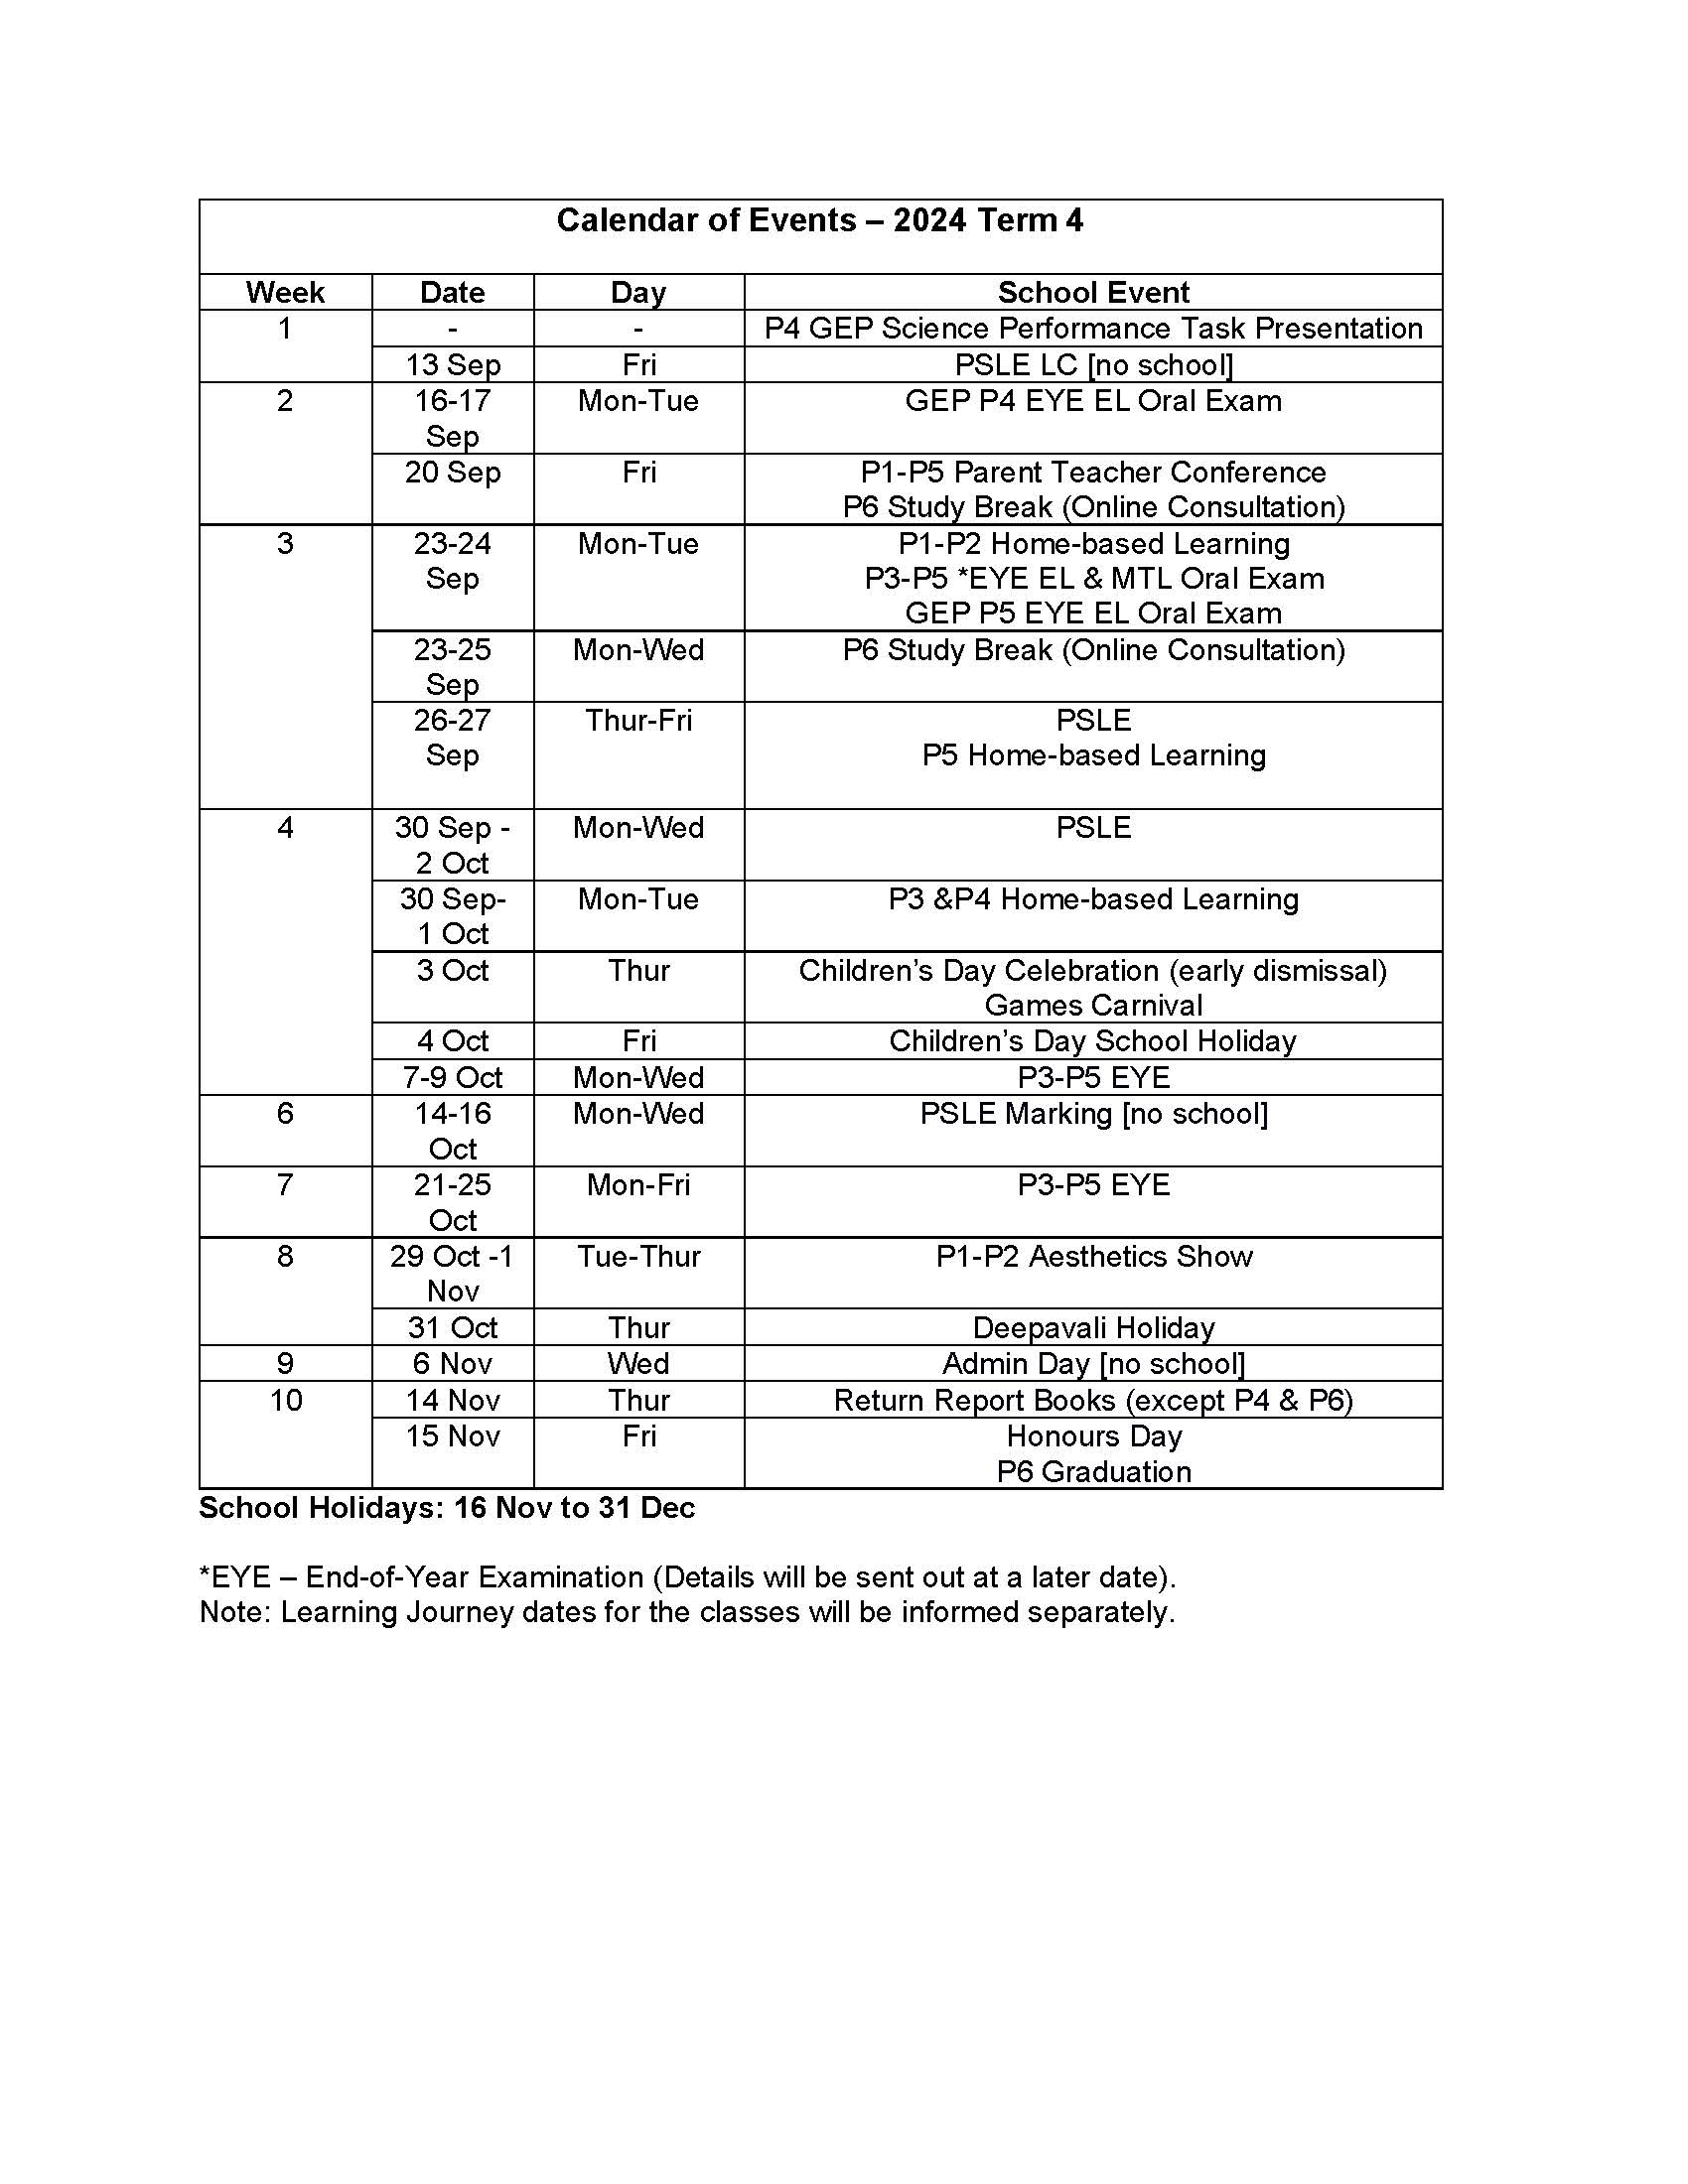 Calendar of Events – 2024 Term 4
Week Date Day School Event
1 - - P4 GEP Science Performance Task Presentation
13 Sep Fri PSLE LC [no school]
2 16-17 Mon-Tue GEP P4 EYE EL Oral Exam
Sep
20 Sep Fri P1-P5 Parent Teacher Conference
P6 Study Break (Online Consultation)
3 23-24 Mon-Tue P1-P2 Home-based Learning
Sep P3-P5 *EYE EL & MTL Oral Exam
GEP P5 EYE EL Oral Exam
23-25 Mon-Wed P6 Study Break (Online Consultation)
Sep
26-27 Thur-Fri PSLE
Sep P5 Home-based Learning
4 30 Sep - Mon-Wed PSLE
2 Oct
30 Sep- Mon-Tue P3 &P4 Home-based Learning
1 Oct
3 Oct Thur Children’s Day Celebration (early dismissal)
Games Carnival
4 Oct Fri Children’s Day School Holiday
7-9 Oct Mon-Wed P3-P5 EYE
6 14-16 Mon-Wed PSLE Marking [no school]
Oct
7 21-25 Mon-Fri P3-P5 EYE
Oct
8 29 Oct -1 Tue-Thur P1-P2 Aesthetics Show
Nov
31 Oct Thur Deepavali Holiday
9 6 Nov Wed Admin Day [no school]
10 14 Nov Thur Return Report Books (except P4 & P6)
15 Nov Fri Honours Day
P6 Graduation
School Holidays: 16 Nov to 31 Dec
*EYE – End-of-Year Examination (Details will be sent out at a later date).
Note: Learning Journey dates for the classes will be informed separately.